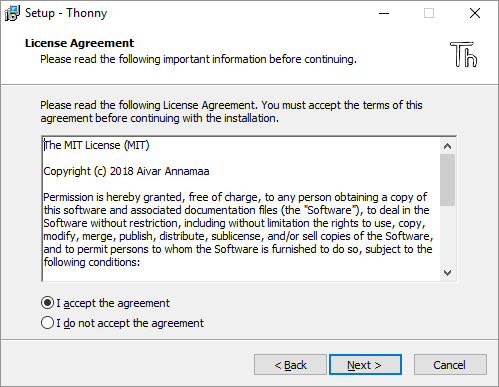 Setup - Thonny
License Agreement
Please read the following important information before continuing.
Th
Please read the following License Agreement. You must accept the terms of this
agreement before continuing with the installation.
The MIT License (MIT)
Copyright (c) 2018 Aivar Annamaa
Permission is hereby granted, free of charge, to any person obtaining a copy of
this software and associated documentation files (the "Software"), to deal in the
Software without restriction, including without limitation the rights to use, copy,
modify, merge, publish, distribute, sublicense, and/or sell copies of the Software,
and to permit persons to whom the Software is furnished to do so, subject to the
following conditions:
I accept the agreement
I do not accept the agreement
< Back
Next >
Cancel